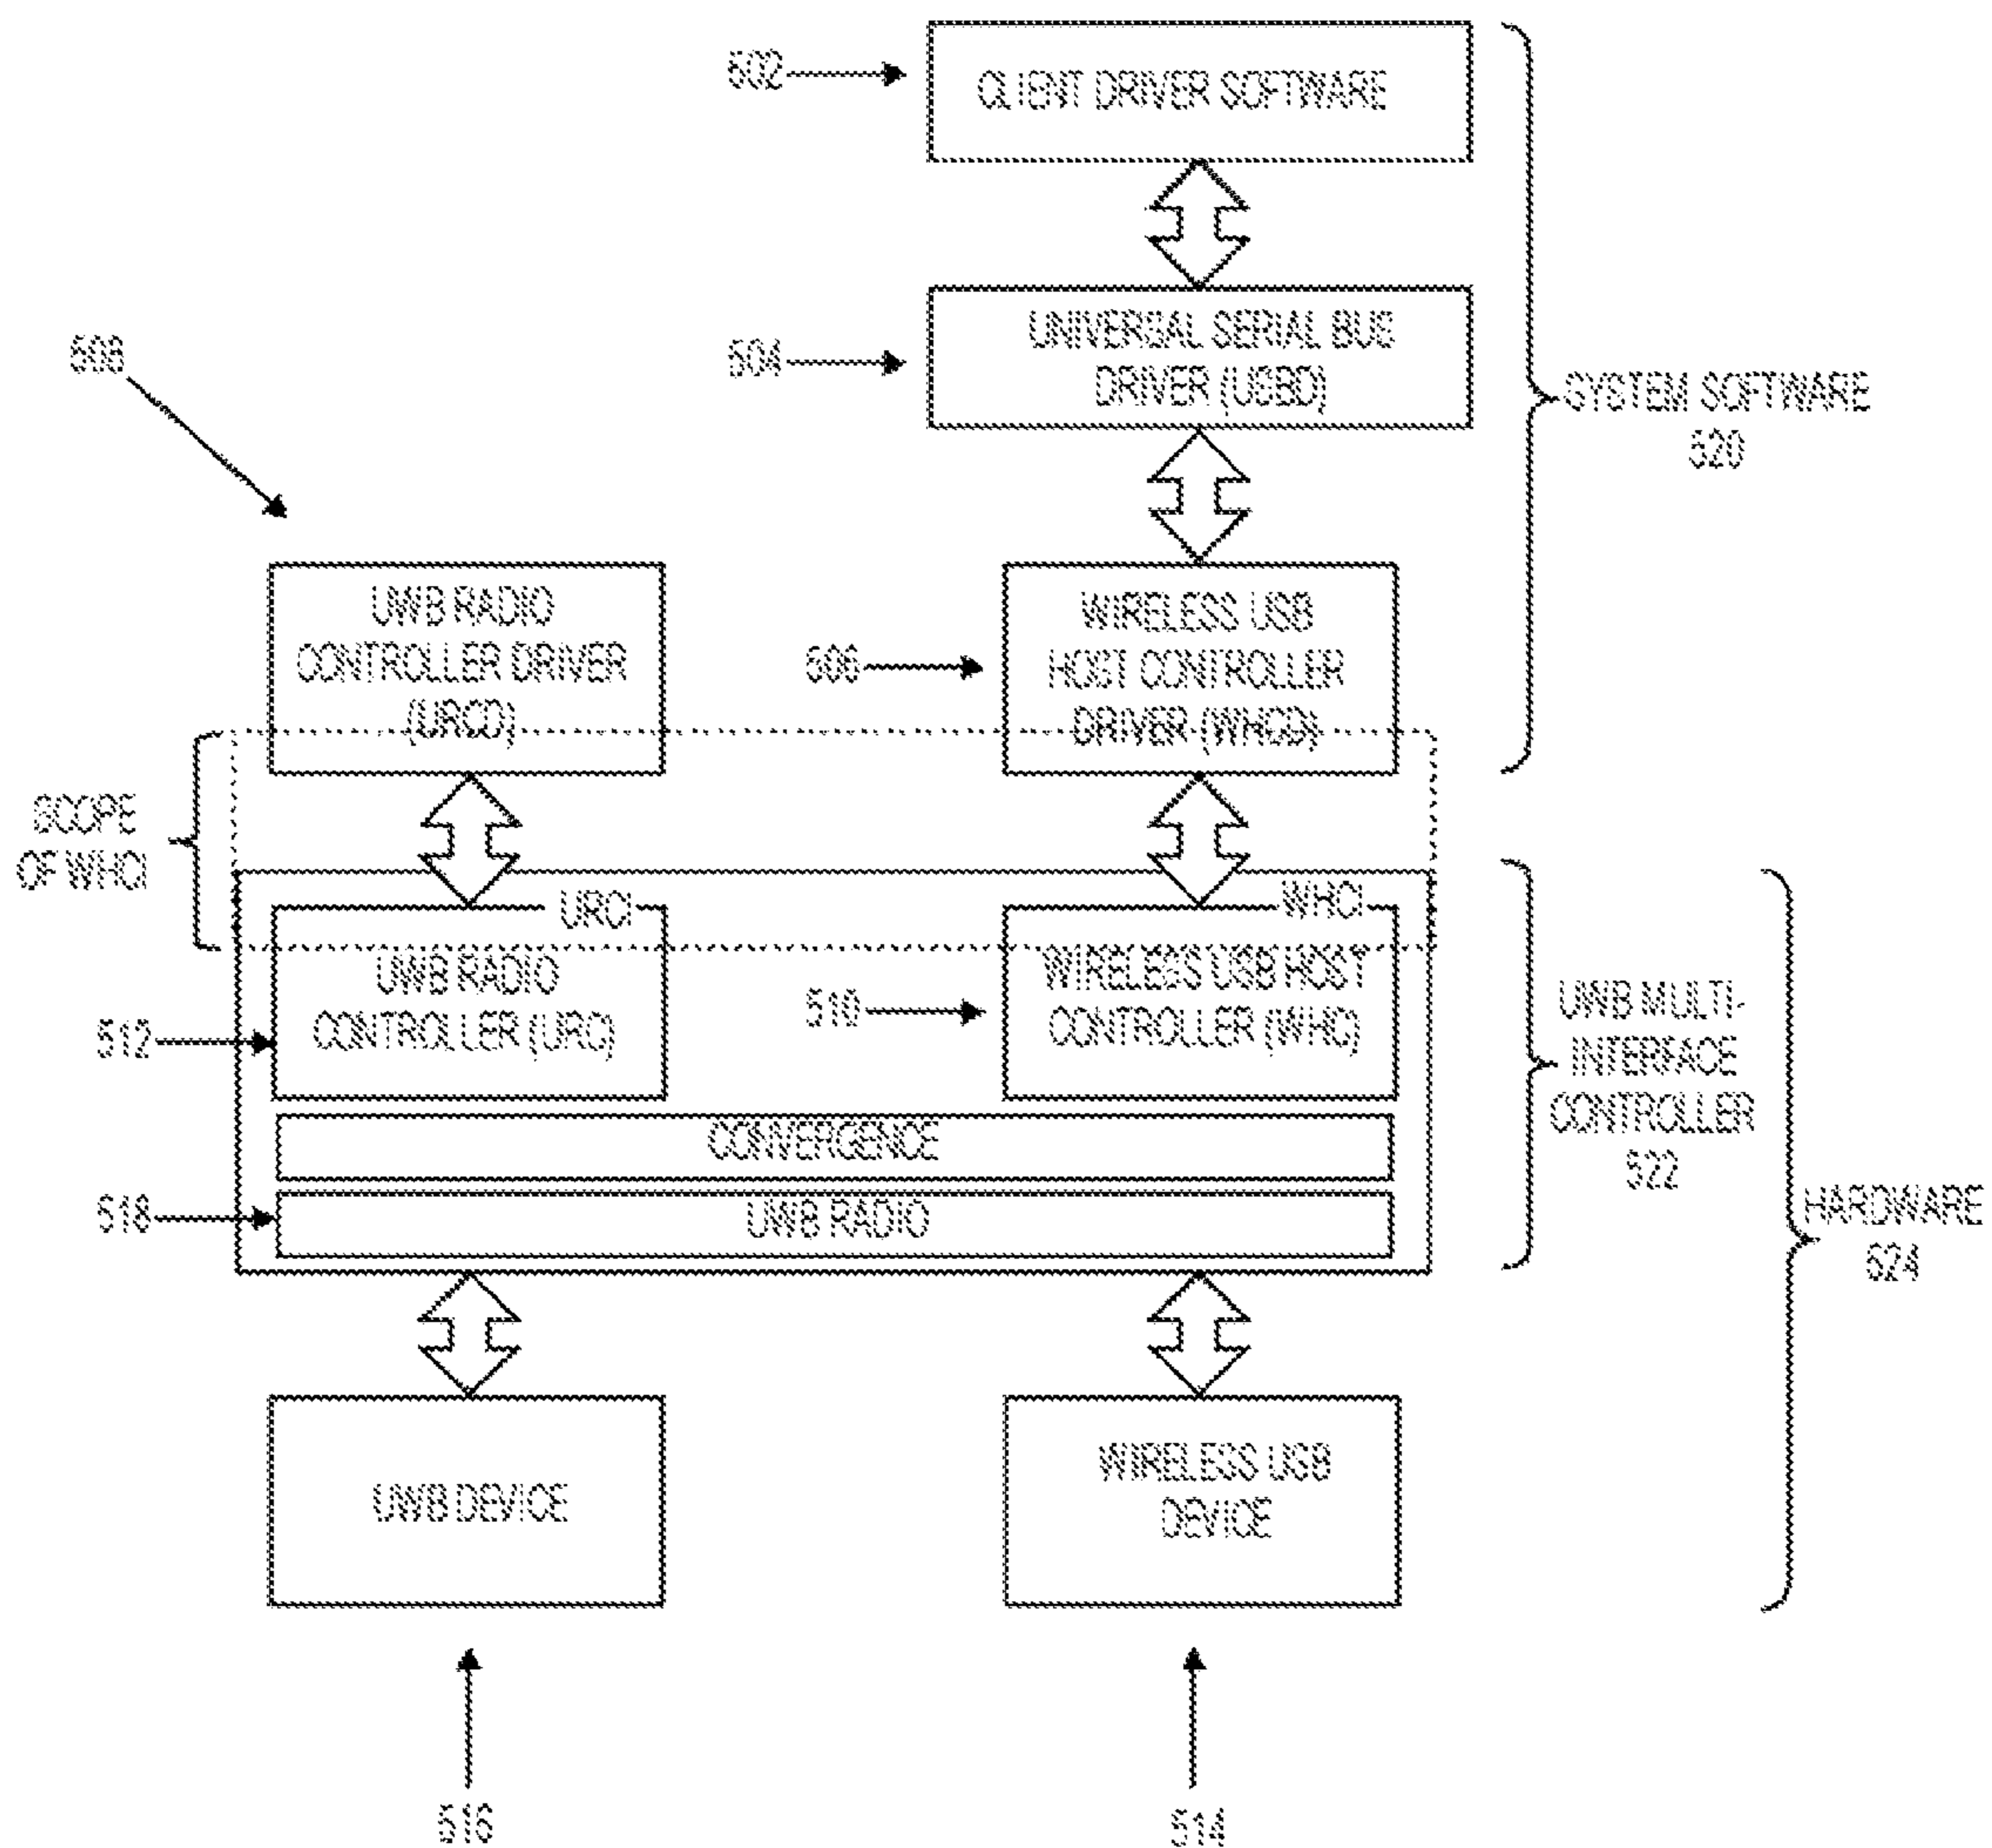 502
CLIENT DRIVER SOFTWARE
504
UNIVERSAL SERIAL BUS
DRIVER (USBD)
SYSTEM SOFTWARE
520
508
UWB RADIO
CONTROLLER DRIVER
(URCD)
506
WIRELESS USB
HOST CONTROLLER
DRIVER (WHCD)
SCOPE
OF WHCI
URCI
WHCI
512
UWB RADIO
CONTROLLER (URC)
510
WIRELESS USB HOST
CONTROLLER (WHC)
UWB MULTI-
INTERFACE
CONTROLLER
522
CONVERGENCE
518
UWB RADIO
HARDWARE
524
UWB DEVICE
WIRELESS USB
DEVICE
516
514